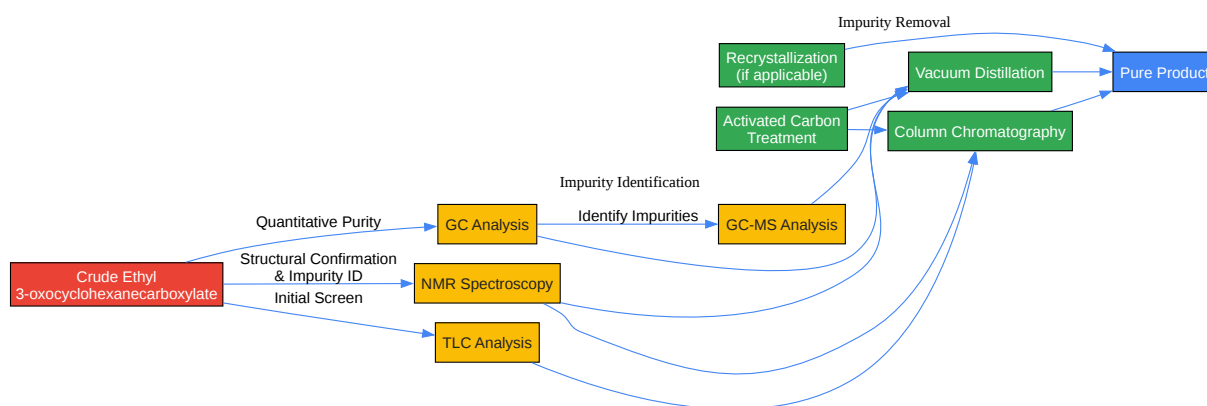 Impurity Removal
Recrystallization
(if applicable)
Vacuum Distillation
Pure Product
Activated Carbon
Treatment
Column Chromatography
Impurity Identification
Quantitative Purity
GC Analysis
Identify Impurities
GC-MS Analysis
Structural Confirmation
& Impurity ID
Crude Ethyl
3-oxocyclohexanecarboxylate
NMR Spectroscopy
Initial Screen
TLC Analysis